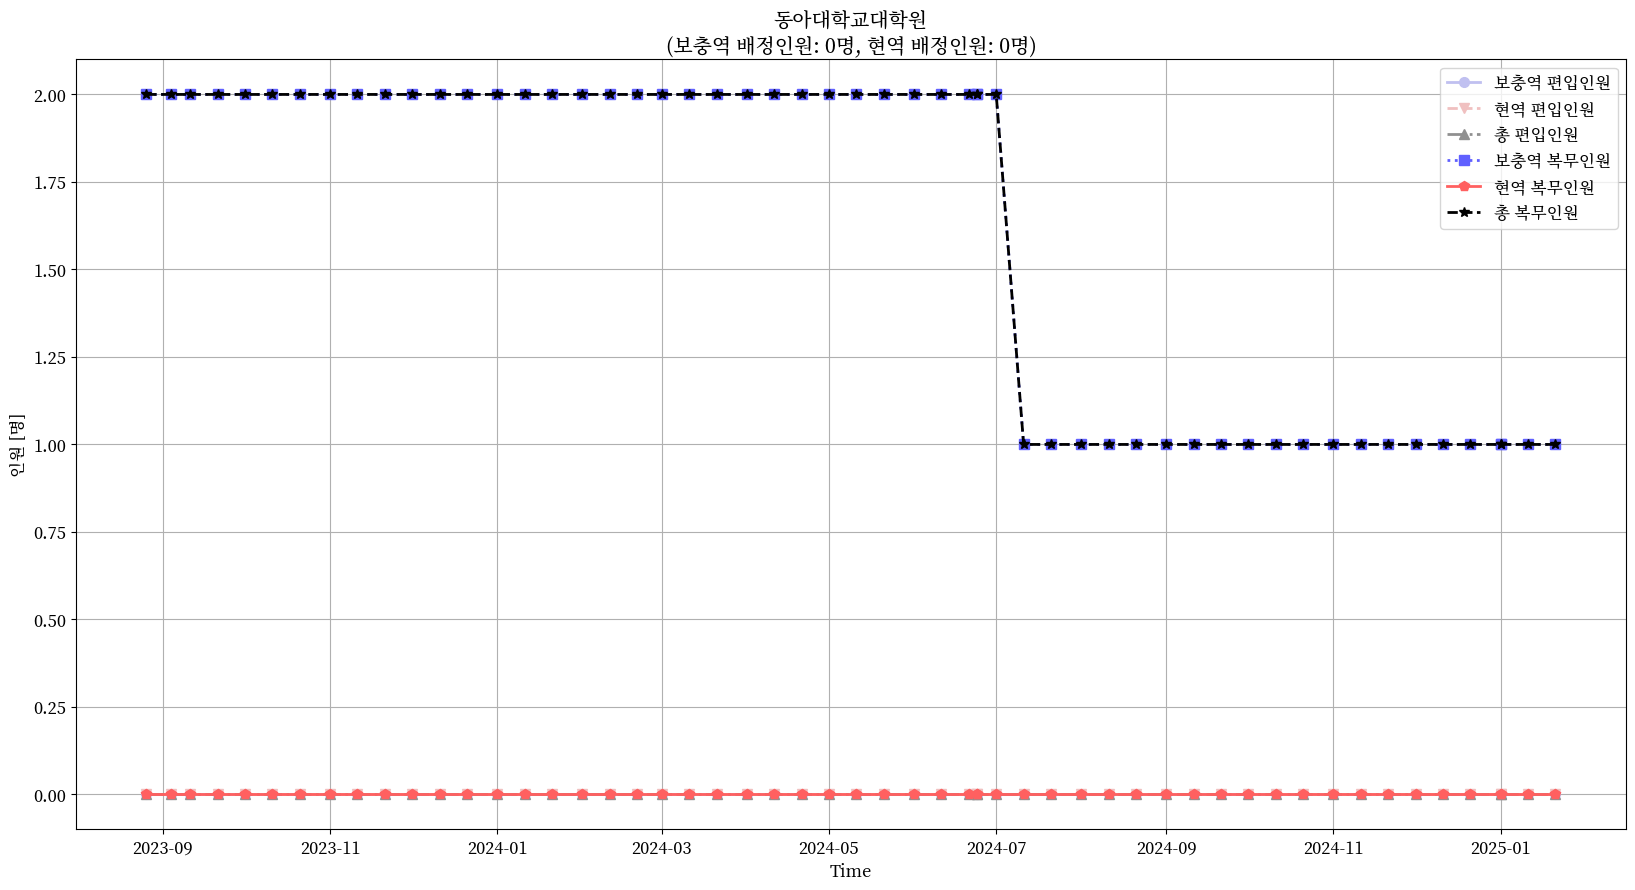 동아대학교대학원
(보충역 배정인원: 0명, 현역 배정인원: 0명)
보충역 편입인원
현역 편입인원
총 편입인원
보충역 복무인원
현역 복무인원
총 복무인원
인원 [명]
2.00
1.75
1.50
1.25
1.00
0.75
0.50
0.25
0.00
2023-09 2023-11 2024-01 2024-03 2024-05 2024-07 2024-09 2024-11 2025-01
Time